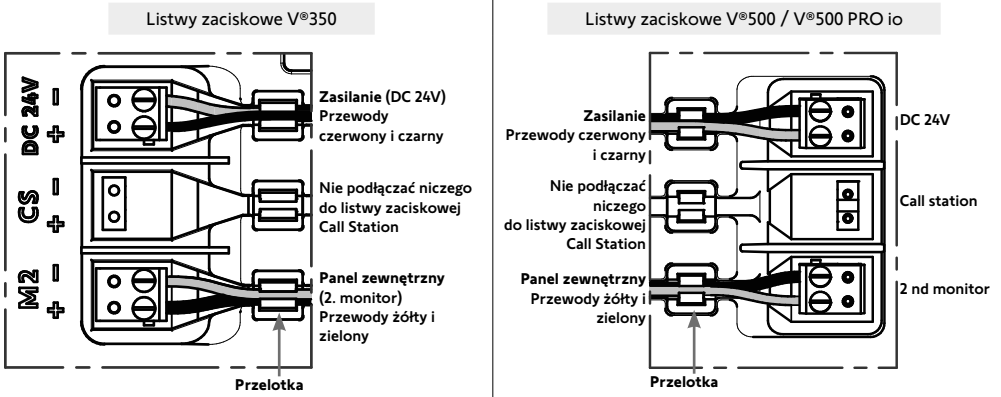 Listwy zaciskowe V®350
DC 24V - +
CS - +
M2 - +
Zasilanie (DC 24V)
Przewody
czerwony i czarny
Nie podłączać niczego
do listwy zaciskowej
Call Station
Panel zewnętrzny
(2. monitor)
Przewody żółty i
zielony
Przelotka
Listwy zaciskowe V®500 / V®500 PRO io
Zasilanie
Przewody czerwony
i czarny
Nie podłączać
niczego
do listwy zaciskowej
Call Station
Panel zewnętrzny
Przewody żółty i
zielony
Przelotka
DC 24V
Call station
2 nd monitor